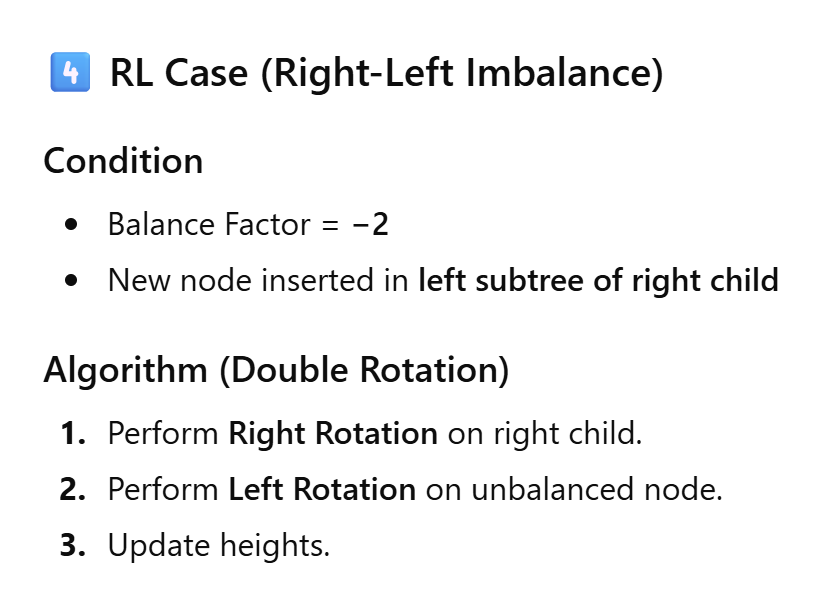 4️⃣ RL Case (Right-Left Imbalance)
Condition
• Balance Factor = −2
• New node inserted in left subtree of right child
Algorithm (Double Rotation)
1. Perform Right Rotation on right child.
2. Perform Left Rotation on unbalanced node.
3. Update heights.